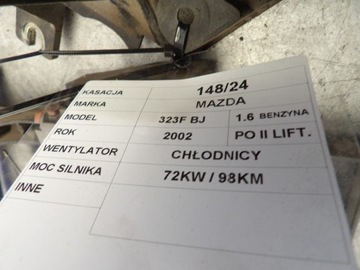 KASACJA 148/24
MARKA MAZDA
MODEL 323F BJ 1.6 BENZYNA
ROK 2002 PO II LIFT.
WENTYLATOR CHŁODNICY
MOC SILNIKA 72KW / 98KM
INNE